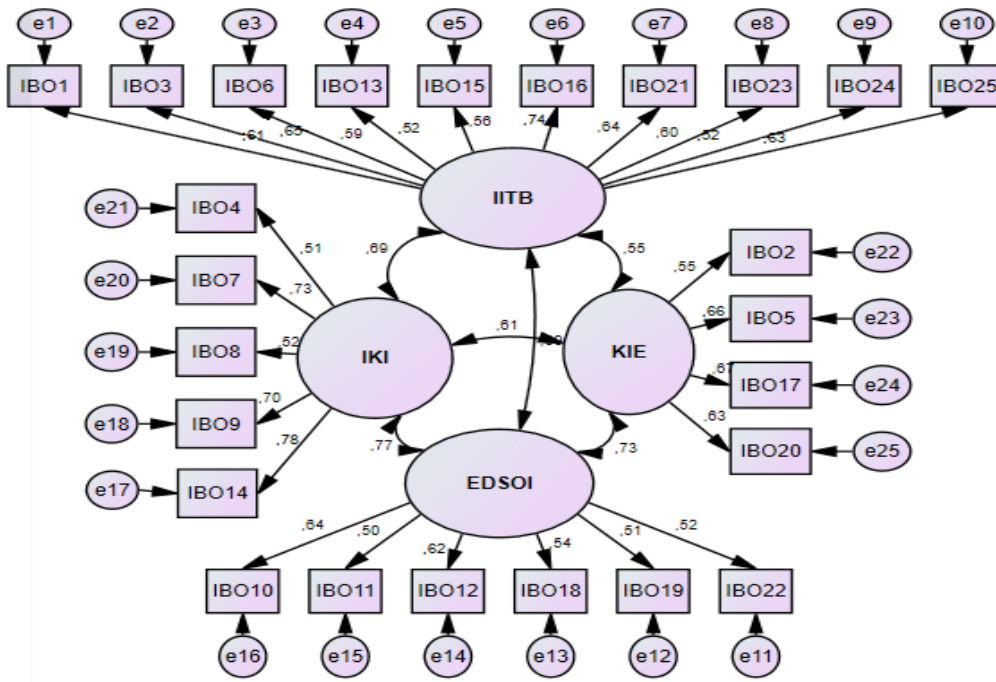 e1 e2 e3 e4 e5 e6 e7 e8 e9 e10
IBO1 IBO3 IBO6 IBO13 IBO15 IBO16 IBO21 IBO23 IBO24 IBO25
,61 ,65 ,59 ,52 ,56 ,74 ,64 ,60 ,52 ,63
IITB
e21 IBO4 ,51 ,69 ,55 ,55 IBO2 e22
e20 IBO7 ,73 ,66 IBO5 e23
e19 IBO8 ,52 IKI ,61 KIE
e18 IBO9 ,70 ,67 IBO17 e24
e17 IBO14 ,78 ,77 ,73 ,63 IBO20 e25
EDSOI
,64 ,50 ,62 ,54 ,51 ,52
IBO10 IBO11 IBO12 IBO18 IBO19 IBO22
e16 e15 e14 e13 e12 e11